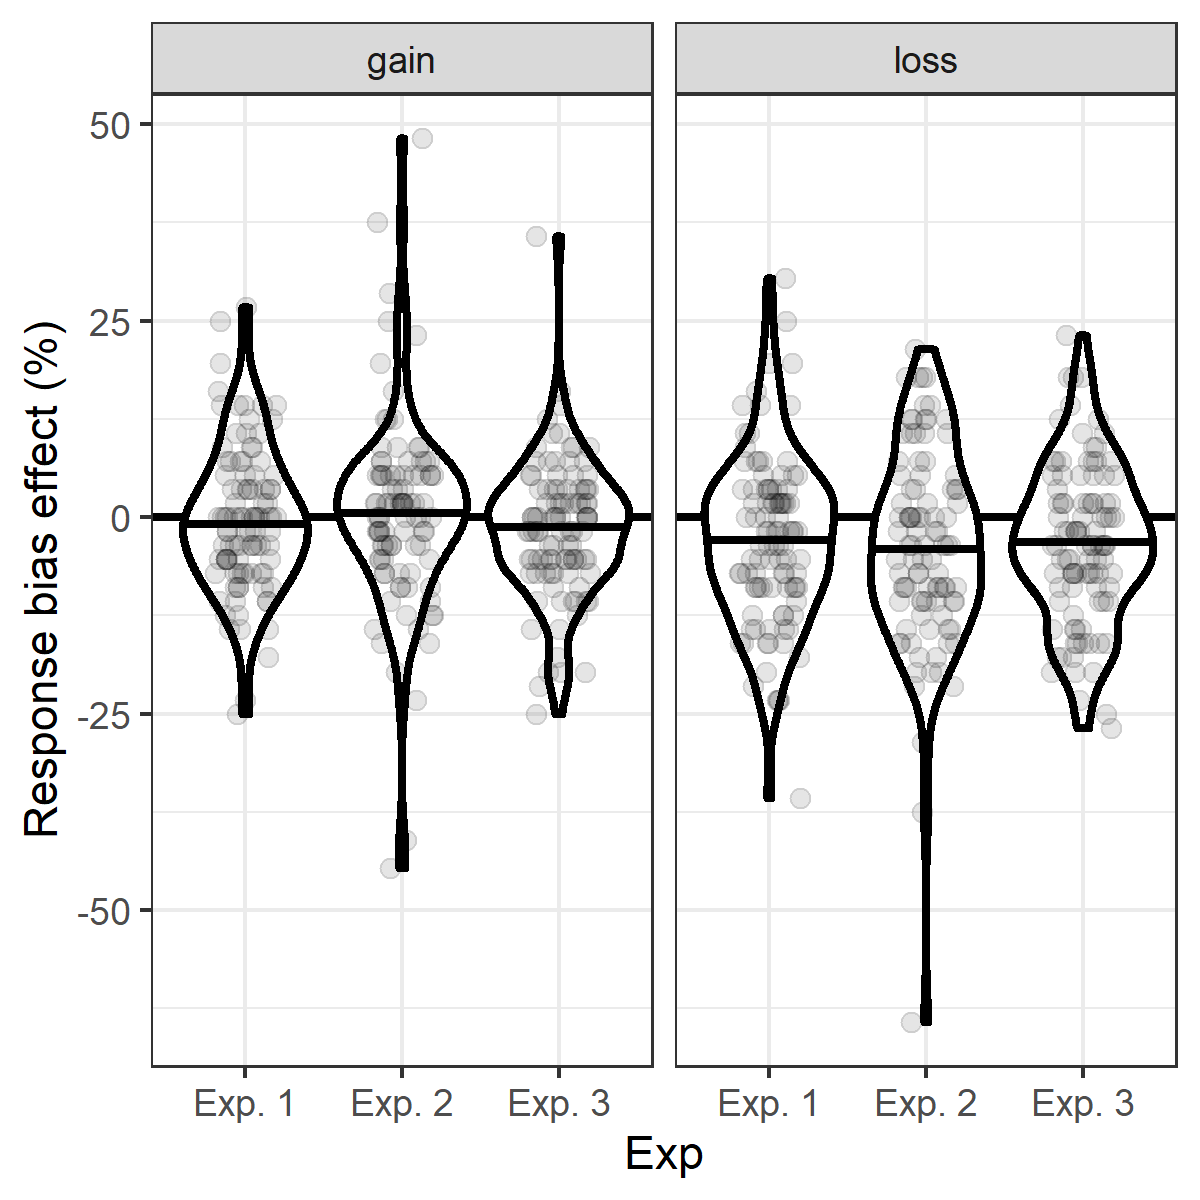 gain
loss
Response bias effect (%)
50
25
0
-25
-50
Exp. 1
Exp. 2
Exp. 3
Exp. 1
Exp. 2
Exp. 3
Exp